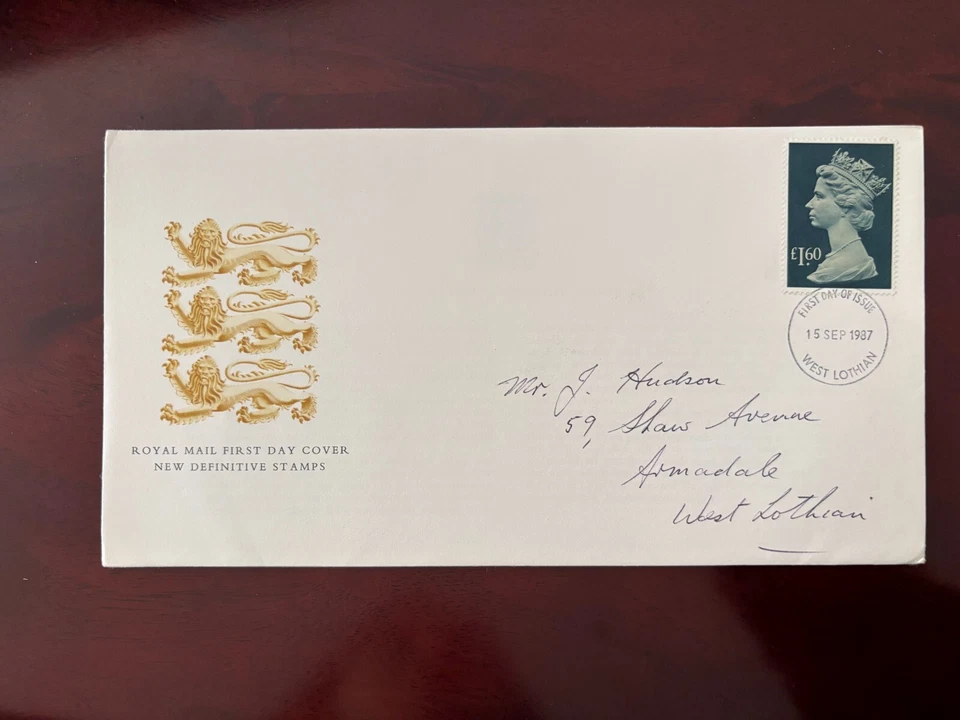 £1.60
FIRST DAY OF ISSUE
15 SEP 1987
WEST LOTHIAN
Mr. J. Hudson
59, Shaw Avenue
Armadale
West Lothian
ROYAL MAIL FIRST DAY COVER
NEW DEFINITIVE STAMPS